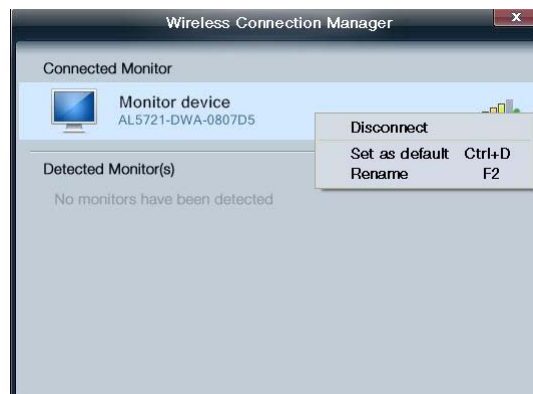 Wireless Connection Manager
x
Connected Monitor
Monitor device
AL5721-DWA-0807D5
Disconnect
Set as default Ctrl+D
Rename F2
Detected Monitor(s)
No monitors have been detected